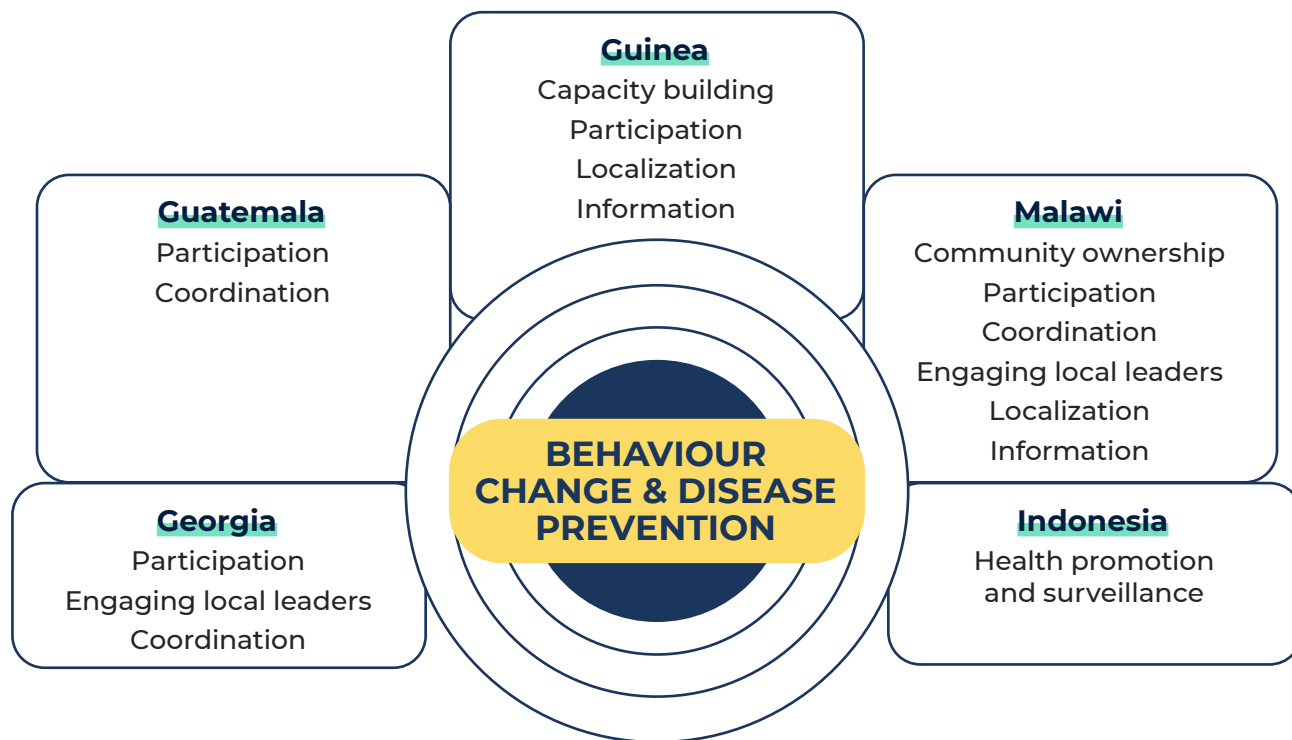 Guinea
Capacity building
Participation
Localization
Information
Guatemala
Participation
Coordination
Malawi
Community ownership
Participation
Coordination
Engaging local leaders
Localization
Information
BEHAVIOUR
CHANGE & DISEASE
PREVENTION
Georgia
Participation
Engaging local leaders
Coordination
Indonesia
Health promotion
and surveillance